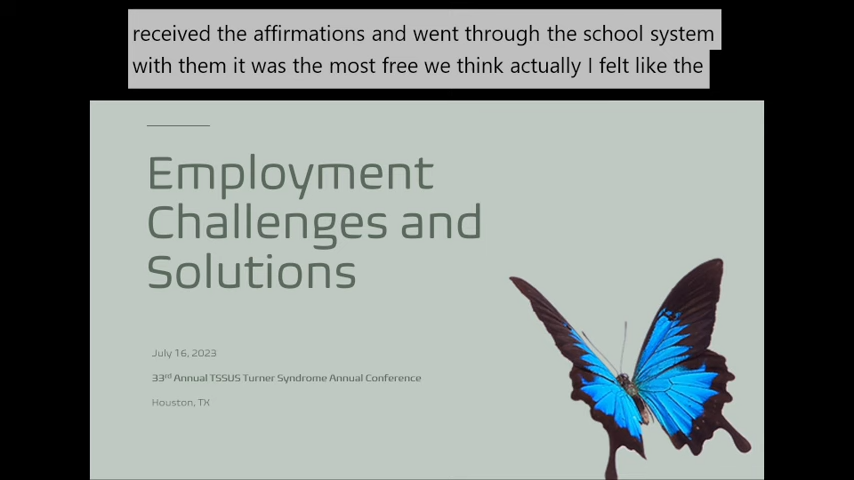 received the affirmations and went through the school system
with them it was the most free we think actually I felt like the
Employment
Challenges and
Solutions
July 16, 2023
33rd Annual TSSUS Turner Syndrome Annual Conference
Houston, TX